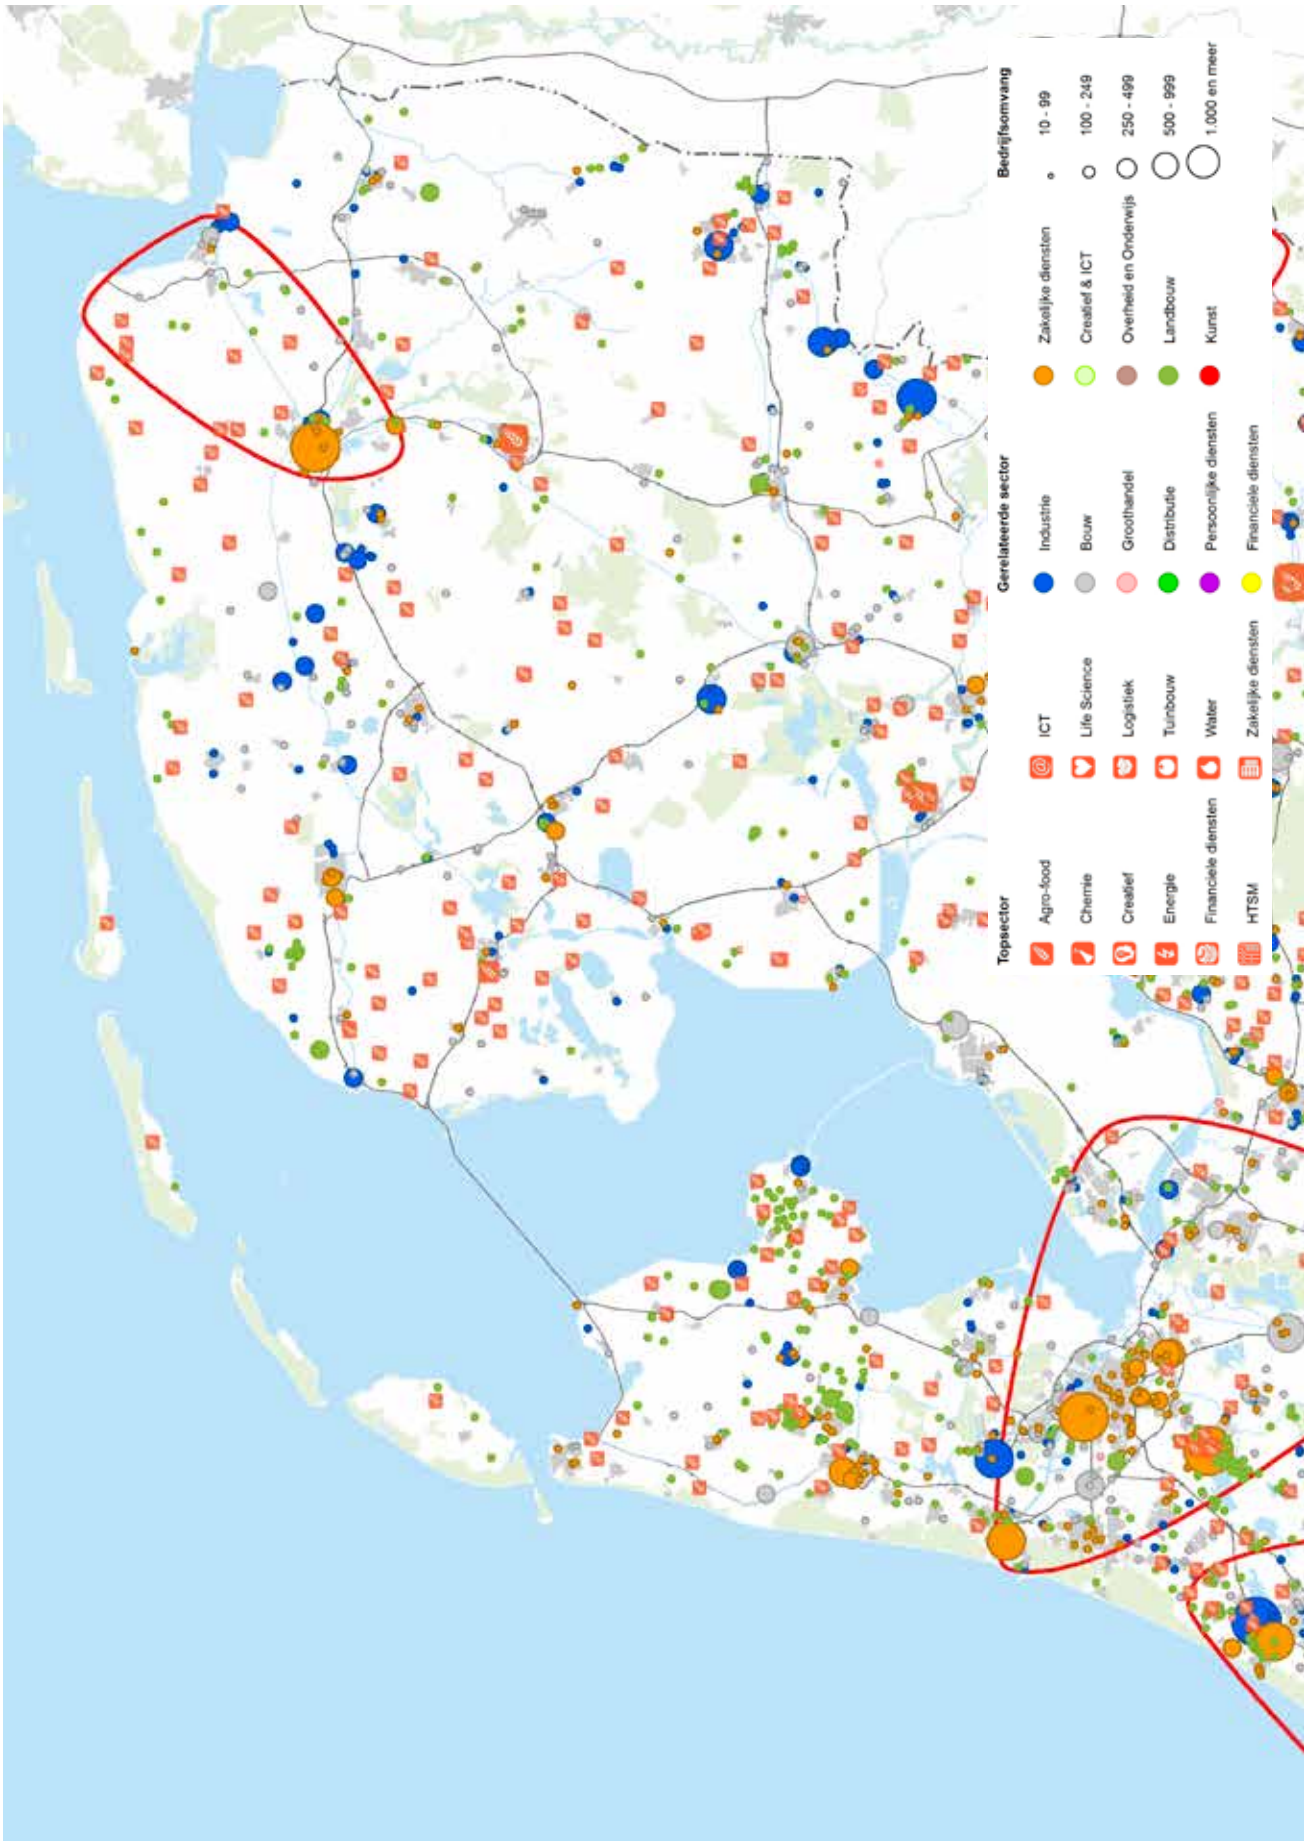 Topsector
Agro-food
Chemie
Creatief
Energie
Financiele diensten
HTSM
ICT
Life Science
Logistiek
Tuinbouw
Water
Zakelijke diensten
Gerelateerde sector
Industrie
Bouw
Groothandel
Distributie
Persoonlijke diensten
Financiele diensten
Zakelijke diensten
Creatief & ICT
Overheid en Onderwijs
Landbouw
Kunst
Bedrijfsomvang
10 - 99
100 - 249
250 - 499
500 - 999
1.000 en meer